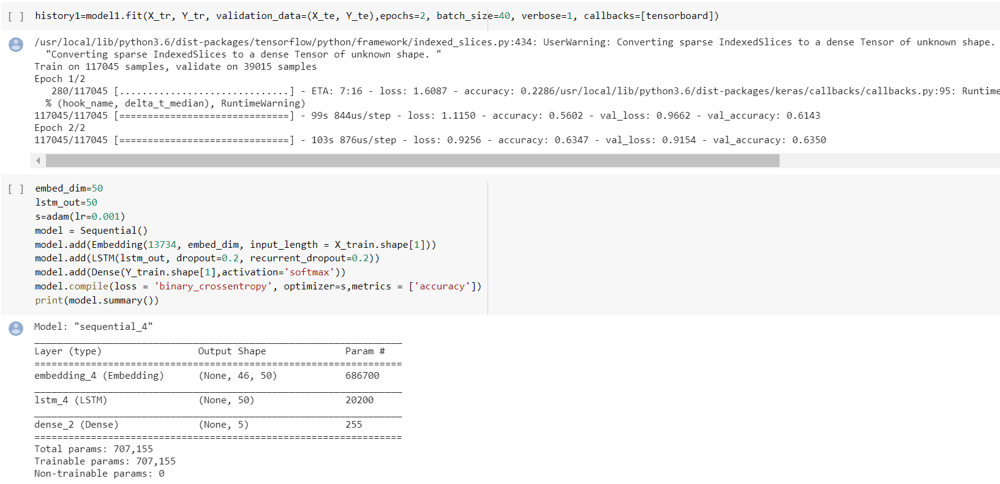 [ ] history1=model1.fit(X_tr, Y_tr, validation_data=(X_te, Y_te),epochs=2, batch_size=40, verbose=1, callbacks=[tensorboard])
/usr/local/lib/python3.6/dist-packages/tensorflow/python/framework/indexed_slices.py:434: UserWarning: Converting sparse IndexedSlices to a dense Tensor of unknown shape.
"Converting sparse IndexedSlices to a dense Tensor of unknown shape. "
Train on 117045 samples, validate on 39015 samples
Epoch 1/2
280/117045 [..............................] - ETA: 7:16 - loss: 1.6087 - accuracy: 0.2286/usr/local/lib/python3.6/dist-packages/keras/callbacks/callbacks.py:95: Runtime
% (hook_name, delta_t_median), RuntimeWarning)
117045/117045 [==============================] - 99s 844us/step - loss: 1.1150 - accuracy: 0.5602 - val_loss: 0.9662 - val_accuracy: 0.6143
Epoch 2/2
117045/117045 [==============================] - 103s 876us/step - loss: 0.9256 - accuracy: 0.6347 - val_loss: 0.9154 - val_accuracy: 0.6350
[ ] embed_dim=50
lstm_out=50
s=adam(lr=0.001)
model = Sequential()
model.add(Embedding(13734, embed_dim, input_length = X_train.shape[1]))
model.add(LSTM(lstm_out, dropout=0.2, recurrent_dropout=0.2))
model.add(Dense(Y_train.shape[1],activation='softmax'))
model.compile(loss = 'binary_crossentropy', optimizer=s,metrics = ['accuracy'])
print(model.summary())
Model: "sequential_4"
_________________________________________________________________
Layer (type)                 Output Shape              Param #
=================================================================
embedding_4 (Embedding)      (None, 46, 50)            686700
_________________________________________________________________
lstm_4 (LSTM)                (None, 50)                20200
_________________________________________________________________
dense_2 (Dense)              (None, 5)                 255
=================================================================
Total params: 707,155
Trainable params: 707,155
Non-trainable params: 0